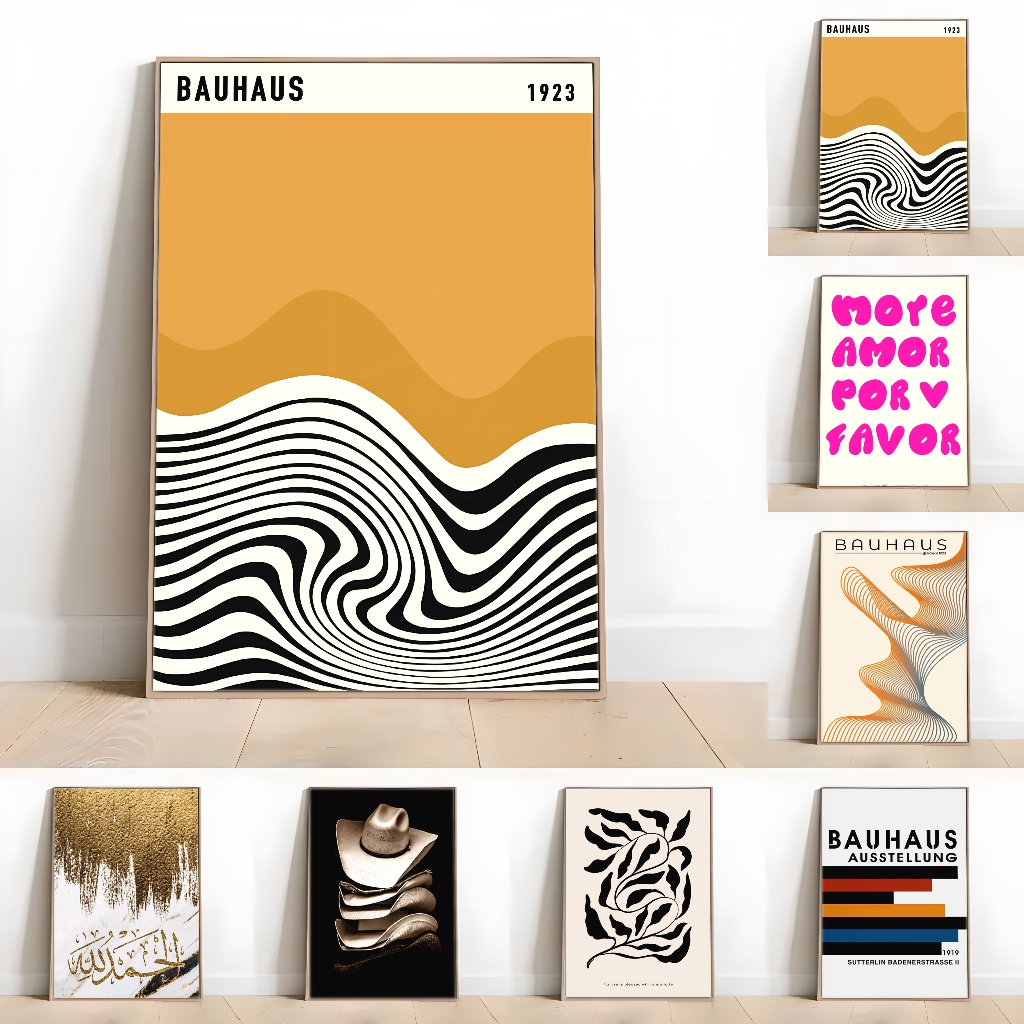 BAUHAUS 1923
BAUHAUS 1923
MORE
AMOR
POR
FAVOR
BAUHAUS
الحمد لله
BAUHAUS
AUSSTELLUNG
1919
SUTTERLIN BADENERSTRASSE II